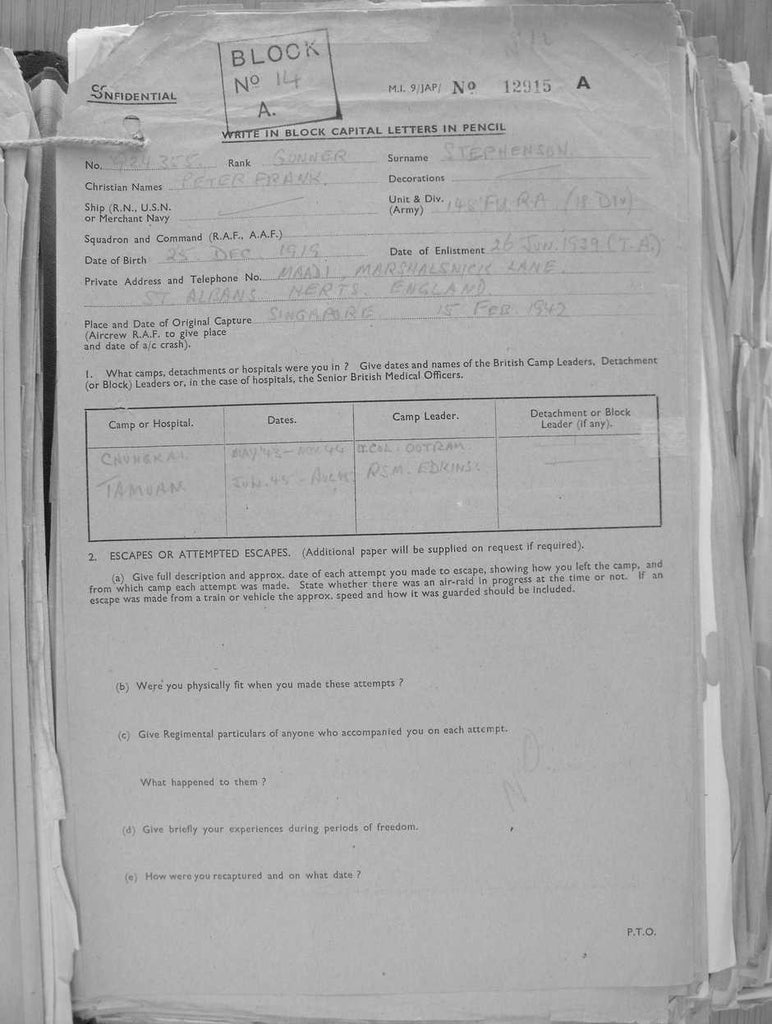 BLOCK
No 14
A.
CONFIDENTIAL
M.I. 9/JAP/ No 12915 A
WRITE IN BLOCK CAPITAL LETTERS IN PENCIL
No. 924355. Rank GUNNER Surname STEPHENSON.
Christian Names PETER FRANK. Decorations
Ship (R.N., U.S.N. or Merchant Navy Unit & Div. (Army) 148 FD. R.A (18 DIV)
Squadron and Command (R.A.F., A.A.F.)
Date of Birth 25 DEC. 1919 Date of Enlistment 26 JUN. 1939 (T.A.)
Private Address and Telephone No. MAADI, MARSHALSWICK LANE.
ST ALBANS HERTS. ENGLAND.
Place and Date of Original Capture SINGAPORE. 15 FEB. 1942
(Aircrew R.A.F. to give place
and date of a/c crash).
1. What camps, detachments or hospitals were you in ? Give dates and names of the British Camp Leaders, Detachment
(or Block) Leaders or, in the case of hospitals, the Senior British Medical Officers.
Camp or Hospital. Dates. Camp Leader. Detachment or Block Leader (if any).
CHUNGKAI MAY '43 - NOV 44 LT. COL. OUTRAM
TAMUAN JUN. 45 - AUG 45 RSM. EDKINS.
2. ESCAPES OR ATTEMPTED ESCAPES. (Additional paper will be supplied on request if required).
(a) Give full description and approx. date of each attempt you made to escape, showing how you left the camp, and
from which camp each attempt was made. State whether there was an air-raid in progress at the time or not. If an
escape was made from a train or vehicle the approx. speed and how it was guarded should be included.
(b) Were you physically fit when you made these attempts ?
(c) Give Regimental particulars of anyone who accompanied you on each attempt.
What happened to them ?
(d) Give briefly your experiences during periods of freedom.
(e) How were you recaptured and on what date ?
P.T.O.